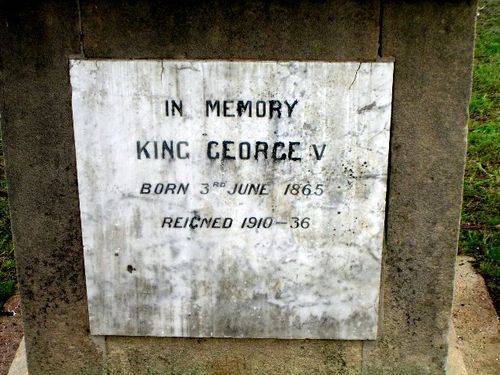 IN MEMORY
KING GEORGE V
BORN 3RD JUNE 1865
REIGNED 1910-36